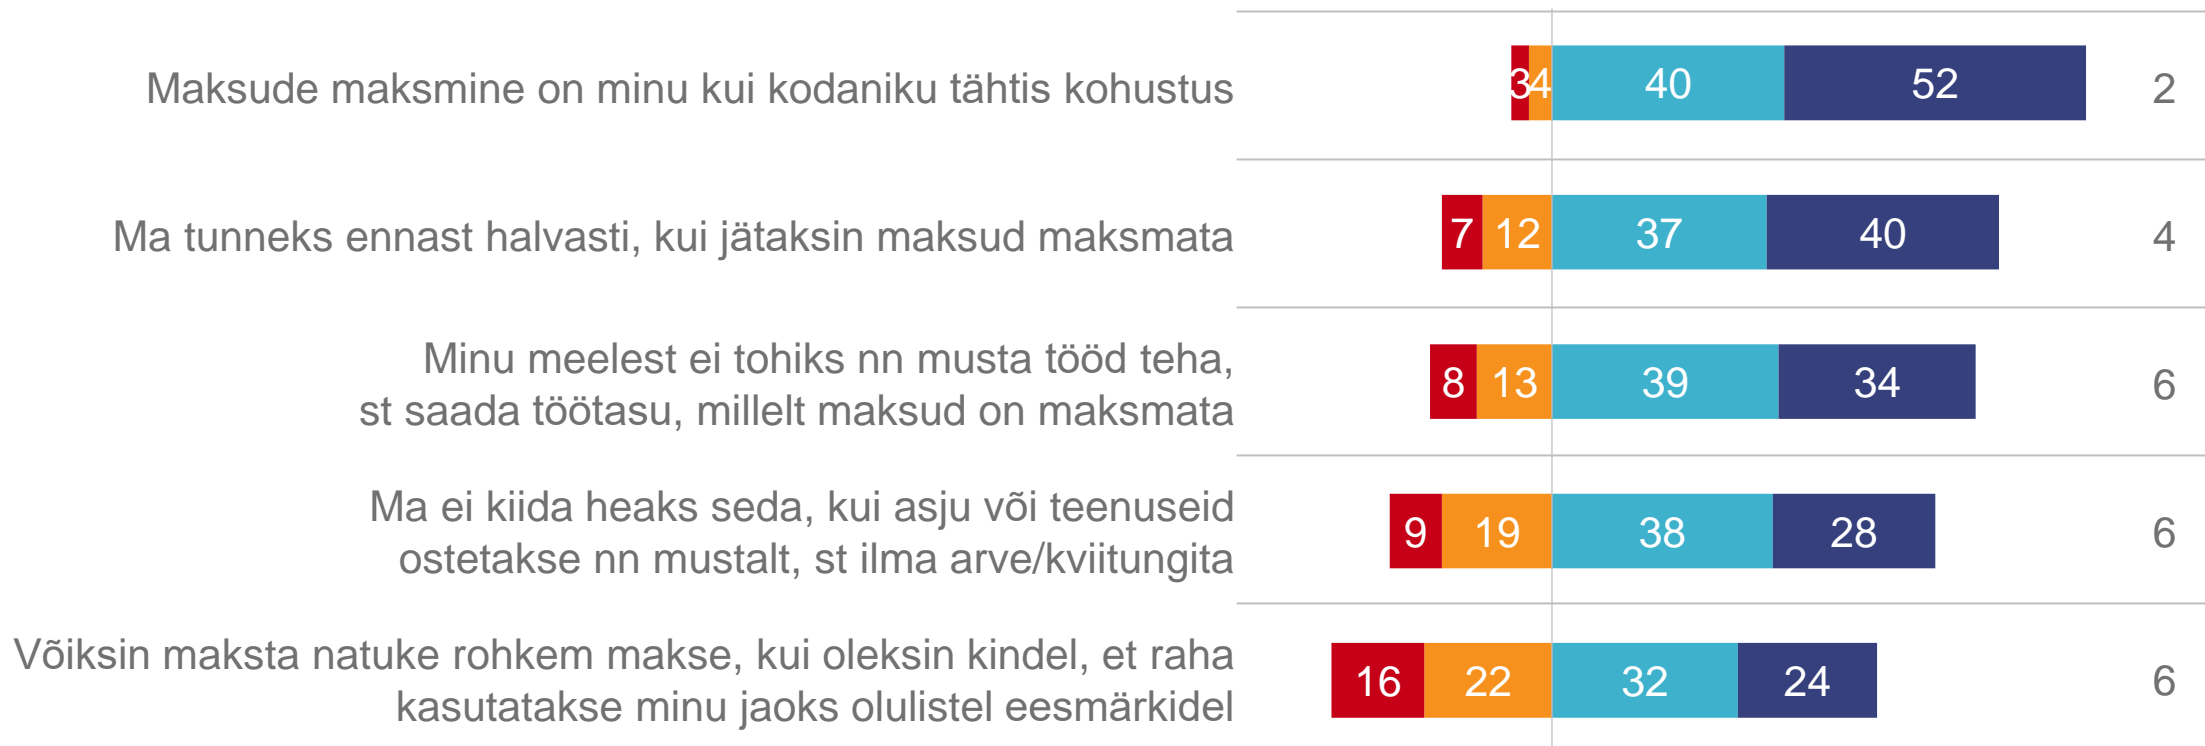 Maksude maksmine on minu kui kodaniku tähtis kohustus 3 4 40 52 2
Ma tunneks ennast halvasti, kui jätaksin maksud maksmata 7 12 37 40 4
Minu meelest ei tohiks nn musta tööd teha,
st saada töötasu, millelt maksud on maksmata 8 13 39 34 6
Ma ei kiida heaks seda, kui asju või teenuseid
ostetakse nn mustalt, st ilma arve/kviitungita 9 19 38 28 6
Võiksin maksta natuke rohkem makse, kui oleksin kindel, et raha
kasutatakse minu jaoks olulistel eesmärkidel 16 22 32 24 6